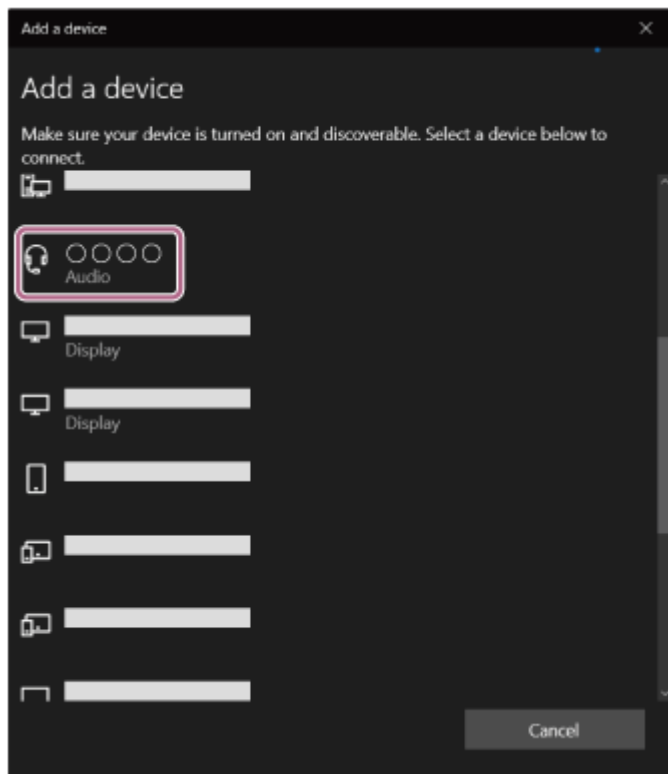 Add a device
Add a device
Make sure your device is turned on and discoverable. Select a device below to
connect.
○○○○
Audio
Display
Display
Cancel